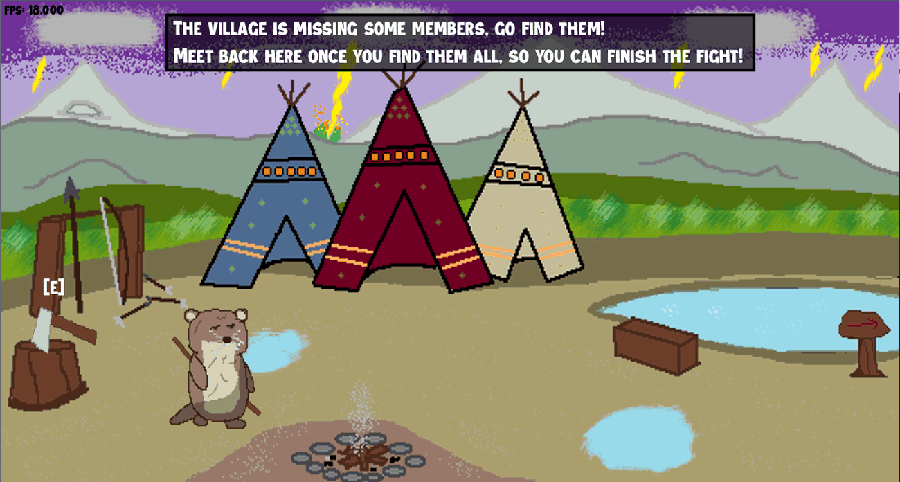 FPS: 18.000
THE VILLAGE IS MISSING SOME MEMBERS, GO FIND THEM!
MEET BACK HERE ONCE YOU FIND THEM ALL, SO YOU CAN FINISH THE FIGHT!
[E]